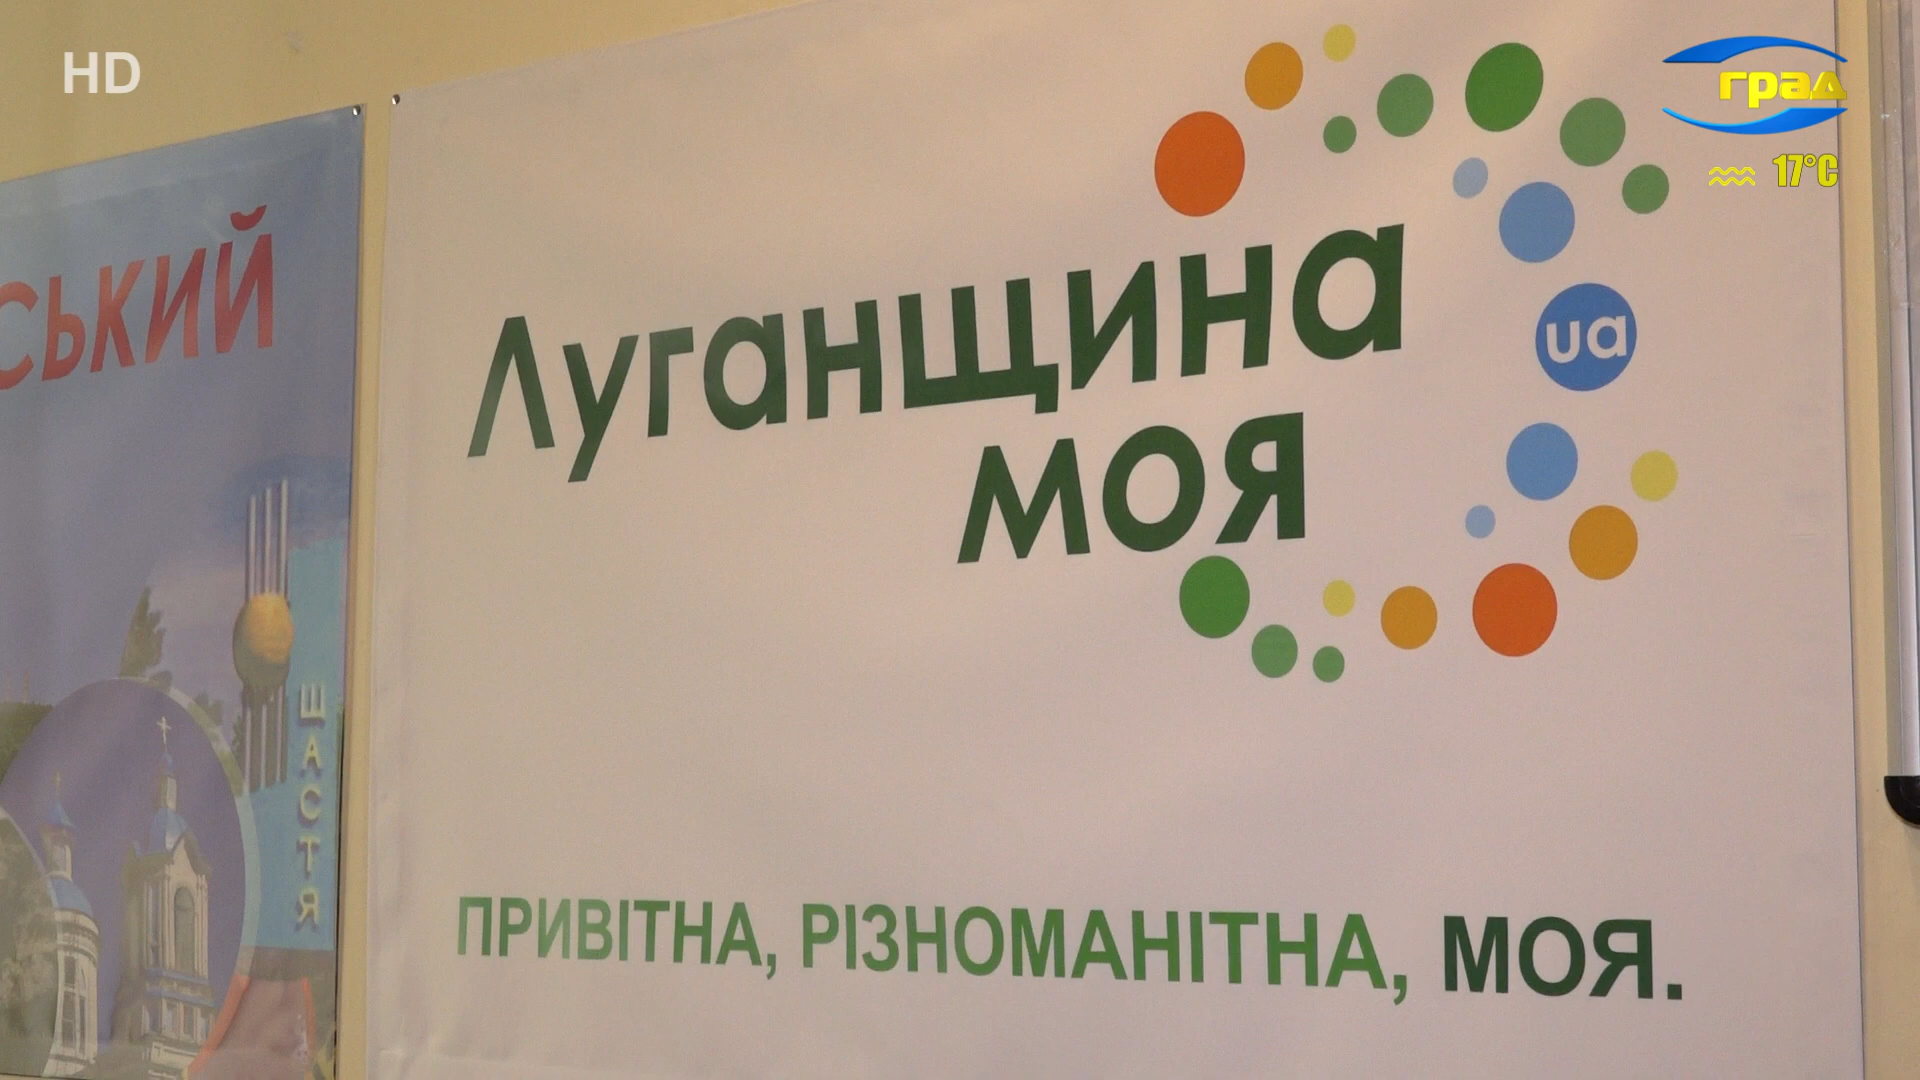 HD
град
17°C
ський
ЩАСТЯ
Луганщина
моя
ua
ПРИВІТНА, РІЗНОМАНІТНА, МОЯ.